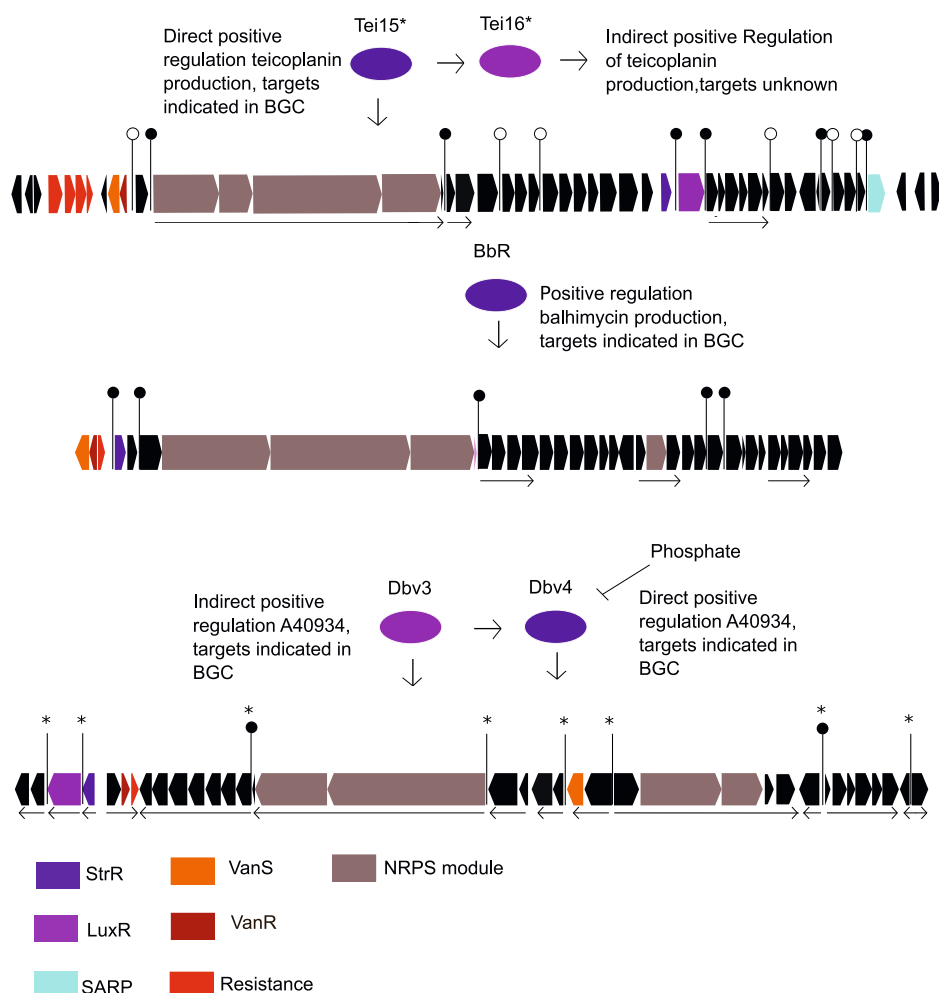 Direct positive
regulation teicoplanin
production, targets
indicated in BGC
Tei15*
Tei16*
Indirect positive Regulation
of teicoplanin
production,targets unknown
BbR
Positive regulation
balhimycin production,
targets indicated in BGC
Phosphate
Indirect positive
regulation A40934,
targets indicated in
BGC
Dbv3
Dbv4
Direct positive
regulation A40934,
targets indicated in
BGC
* * * * * * * *
StrR
VanS
NRPS module
LuxR
VanR
SARP
Resistance